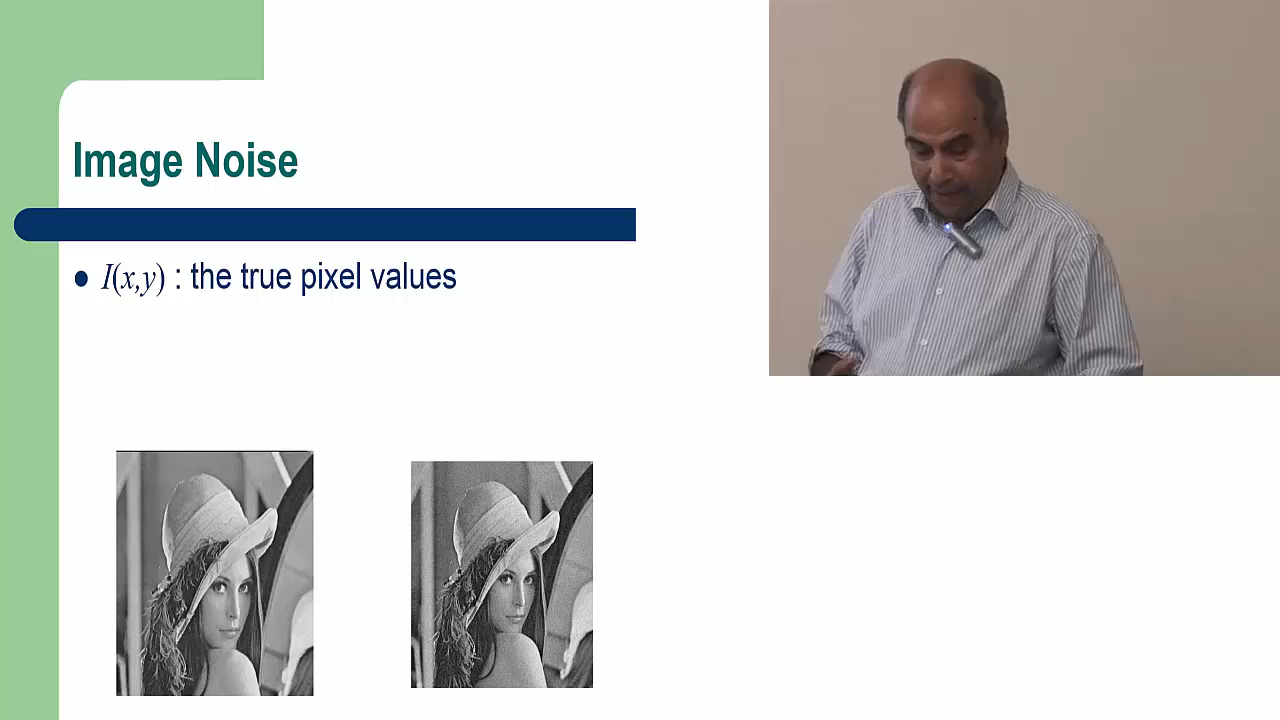 Image Noise
● I(x,y) : the true pixel values